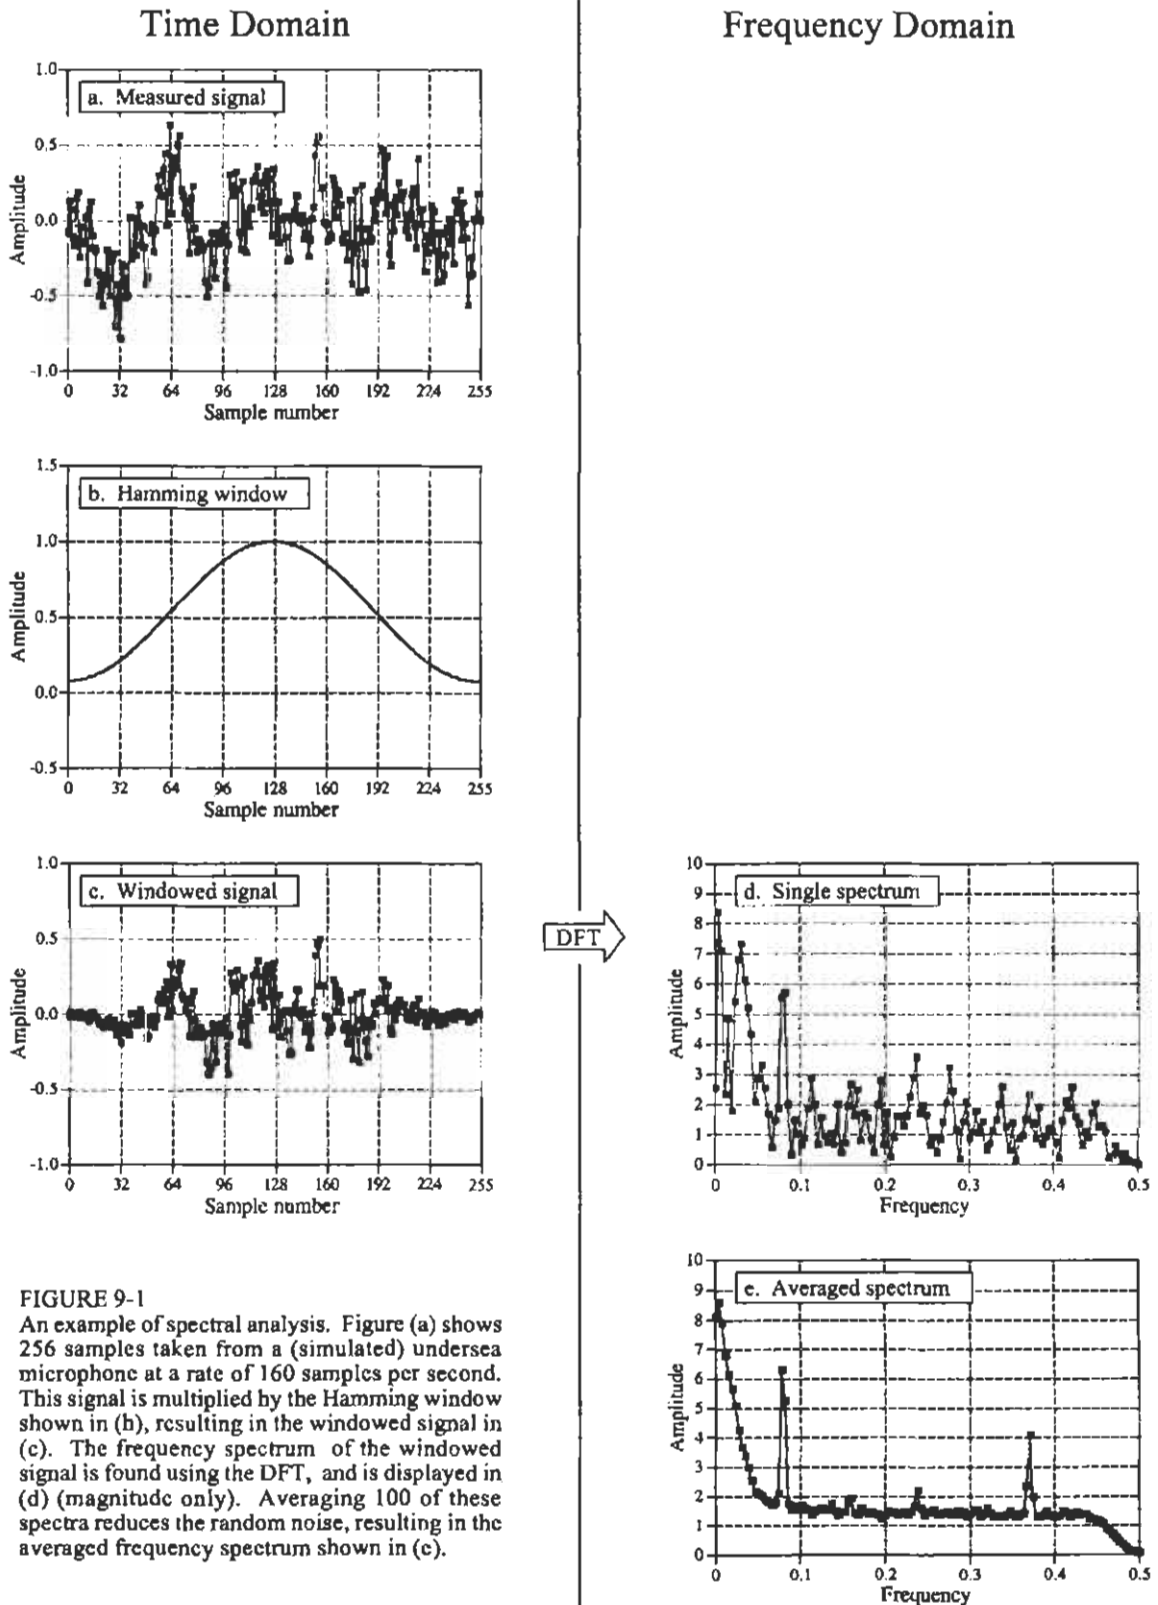 Time Domain
Frequency Domain
a. Measured signal
1.0
0.5
0.0
-0.5
-1.0
Amplitude
0 32 64 96 128 160 192 224 255
Sample number
b. Hamming window
1.5
1.0
0.5
0.0
-0.5
Amplitude
0 32 64 96 128 160 192 224 255
Sample number
c. Windowed signal
1.0
0.5
0.0
-0.5
-1.0
Amplitude
0 32 64 96 128 160 192 224 255
Sample number
DFT
d. Single spectrum
10
9
8
7
6
5
4
3
2
1
0
Amplitude
0 0.1 0.2 0.3 0.4 0.5
Frequency
e. Averaged spectrum
10
9
8
7
6
5
4
3
2
1
0
Amplitude
0 0.1 0.2 0.3 0.4 0.5
Frequency
FIGURE 9-1
An example of spectral analysis. Figure (a) shows
256 samples taken from a (simulated) undersea
microphone at a rate of 160 samples per second.
This signal is multiplied by the Hamming window
shown in (b), resulting in the windowed signal in
(c). The frequency spectrum of the windowed
signal is found using the DFT, and is displayed in
(d) (magnitude only). Averaging 100 of these
spectra reduces the random noise, resulting in the
averaged frequency spectrum shown in (e).